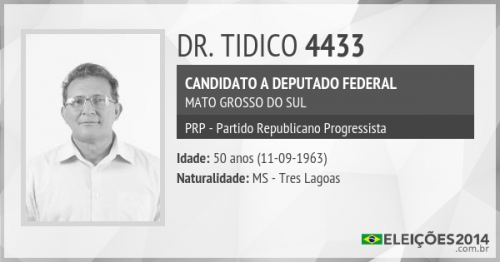 DR. TIDICO 4433
CANDIDATO A DEPUTADO FEDERAL
MATO GROSSO DO SUL
PRP - Partido Republicano Progressista
Idade: 50 anos (11-09-1963)
Naturalidade: MS - Tres Lagoas
ELEIÇÕES2014
.com.br